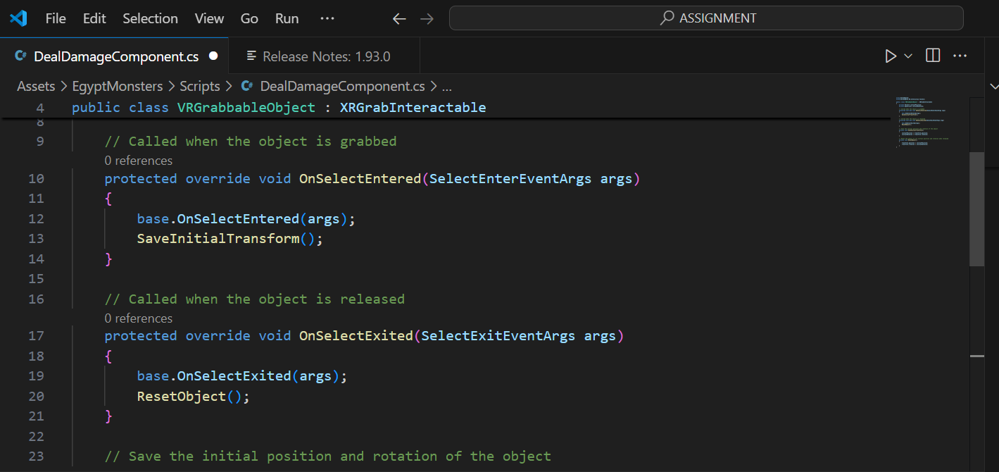 File Edit Selection View Go Run ··· ← → ASSIGNMENT
C# DealDamageComponent.cs ● Release Notes: 1.93.0
Assets > EgyptMonsters > Scripts > C# DealDamageComponent.cs > ...
4 public class VRGrabbableObject : XRGrabInteractable
8
9 // Called when the object is grabbed
0 references
10 protected override void OnSelectEntered(SelectEnterEventArgs args)
11 {
12 base.OnSelectEntered(args);
13 SaveInitialTransform();
14 }
15
16 // Called when the object is released
0 references
17 protected override void OnSelectExited(SelectExitEventArgs args)
18 {
19 base.OnSelectExited(args);
20 ResetObject();
21 }
22
23 // Save the initial position and rotation of the object